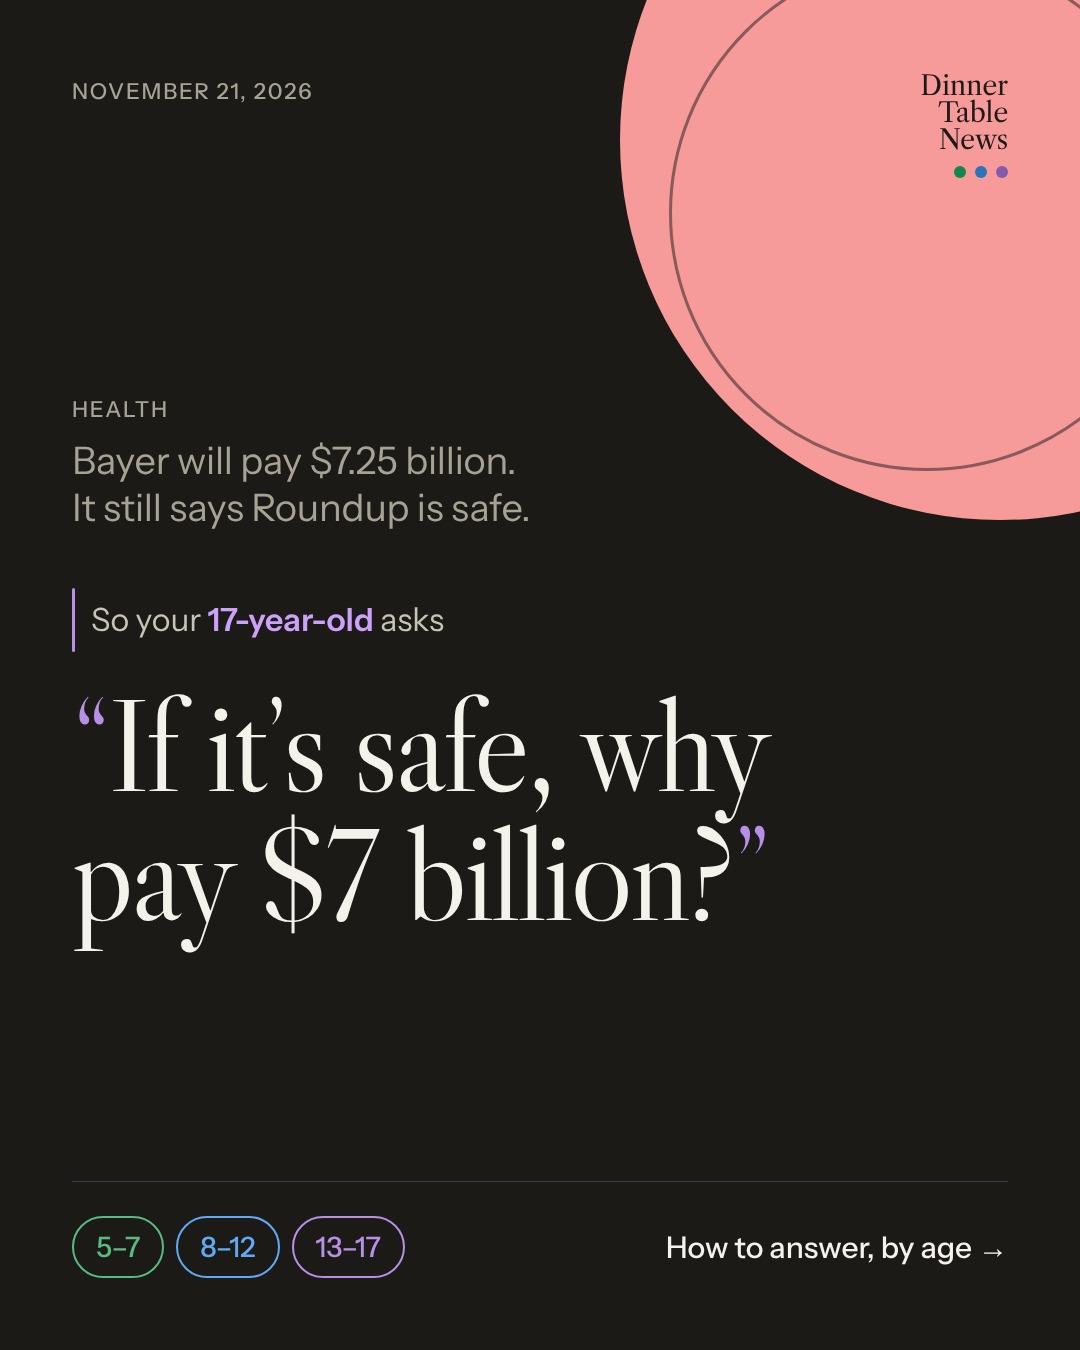 NOVEMBER 21, 2026
Dinner
Table
News
HEALTH
Bayer will pay $7.25 billion.
It still says Roundup is safe.
So your 17-year-old asks
“If it’s safe, why
pay $7 billion?”
5–7 8–12 13–17
How to answer, by age →